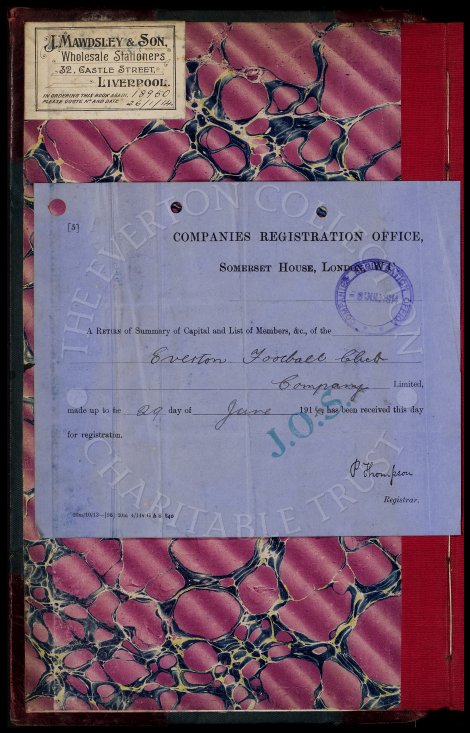 J. MAWDSLEY & SON,
Wholesale Stationers
32, CASTLE STREET,
LIVERPOOL.
IN ORDERING THIS BOOK AGAIN, 18950
PLEASE QUOTE No AND DATE 26/1/14
[5]
COMPANIES REGISTRATION OFFICE,
SOMERSET HOUSE, LONDON, W.C.
A RETURN of Summary of Capital and List of Members, &c., of the
Everton Football Club
Company Limited,
made up to the 29 day of June 1914, has been received this day
for registration.
J.O.S.
P Thompson
Registrar.
THE EVERTON COLLECTION
CHARITABLE TRUST